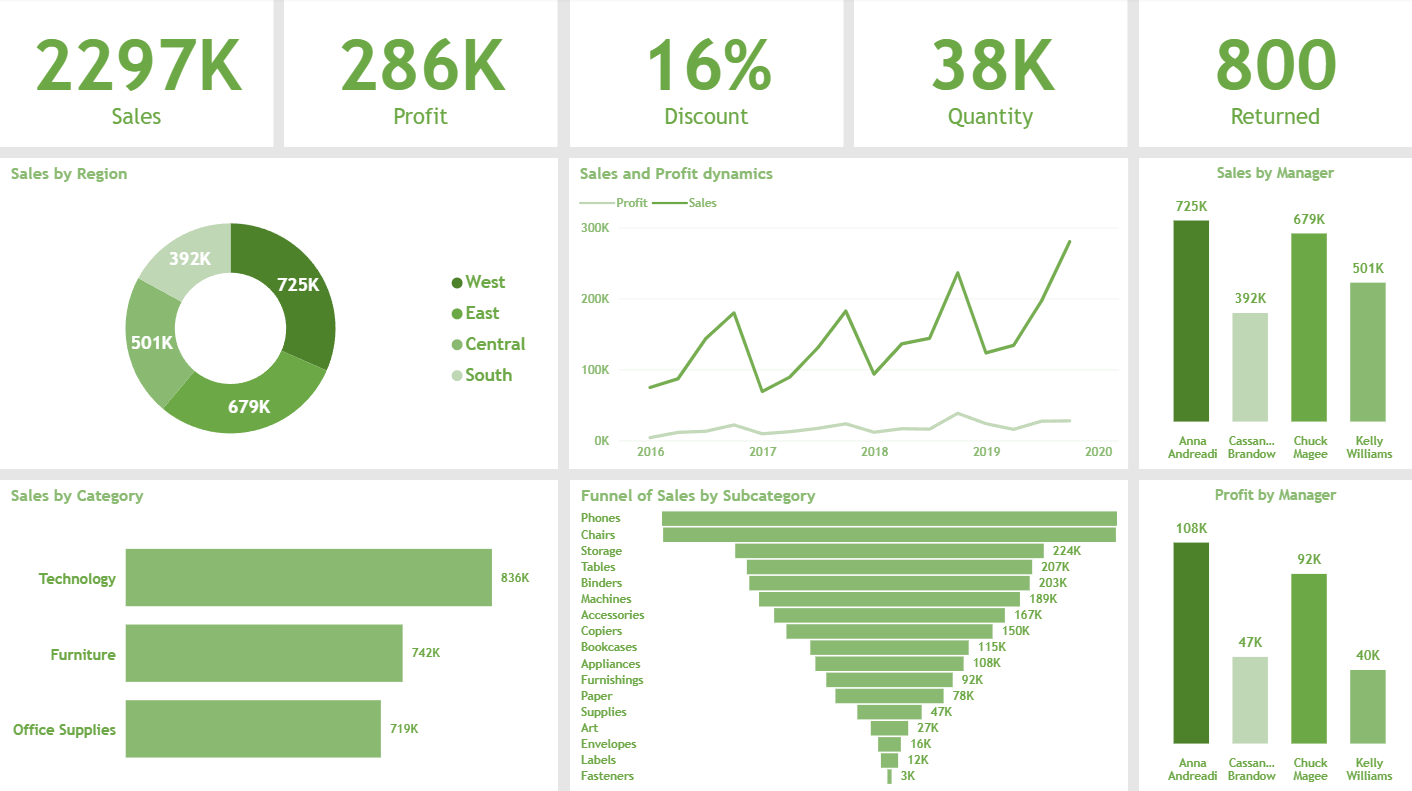 2297K
Sales
286K
Profit
16%
Discount
38K
Quantity
800
Returned
Sales by Region
392K
725K
501K
679K
West
East
Central
South
Sales and Profit dynamics
Profit Sales
300K
200K
100K
0K
2016 2017 2018 2019 2020
Sales by Manager
725K
392K
679K
501K
Anna Andreadi
Cassan... Brandow
Chuck Magee
Kelly Williams
Sales by Category
Technology 836K
Furniture 742K
Office Supplies 719K
Funnel of Sales by Subcategory
Phones
Chairs
Storage 224K
Tables 207K
Binders 203K
Machines 189K
Accessories 167K
Copiers 150K
Bookcases 115K
Appliances 108K
Furnishings 92K
Paper 78K
Supplies 47K
Art 27K
Envelopes 16K
Labels 12K
Fasteners 3K
Profit by Manager
108K
47K
92K
40K
Anna Andreadi
Cassan... Brandow
Chuck Magee
Kelly Williams